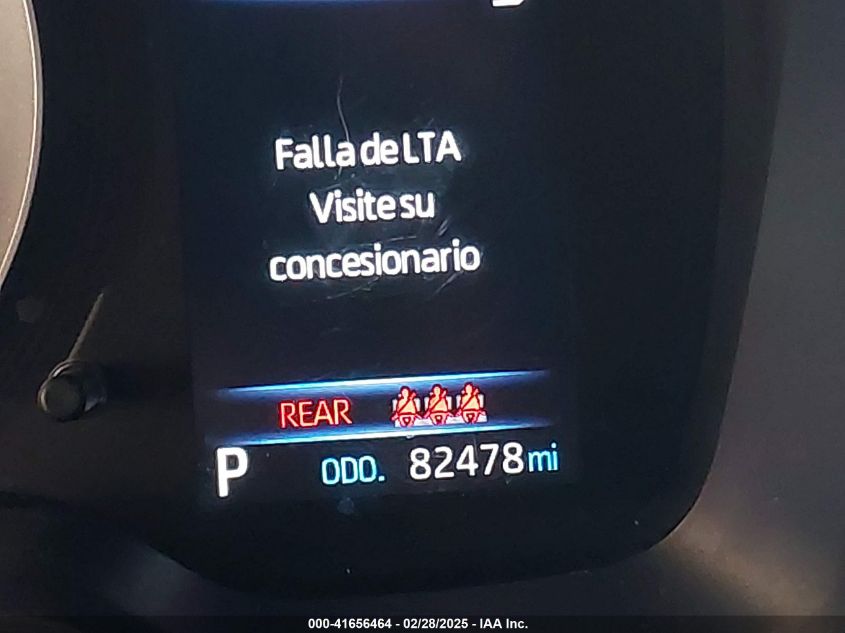 Falla de LTA
Visite su
concesionario
REAR
P ODO. 82478 mi
000-41656464 - 02/28/2025 - IAA Inc.